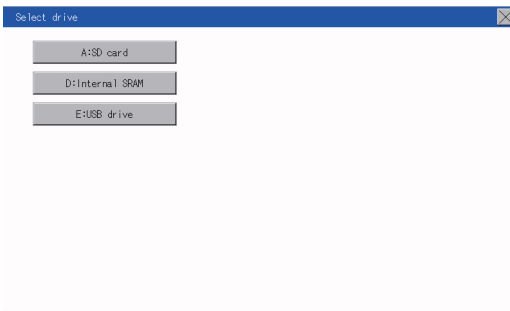 Select drive
A:SD card
D:Internal SRAM
E:USB drive